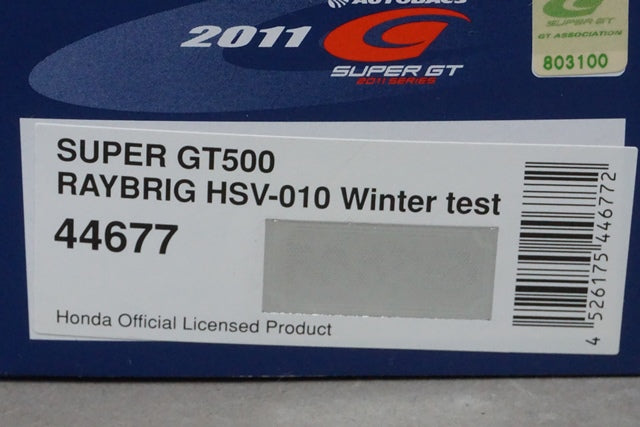 AUTOBACS
2011
SUPER GT
2011 SERIES
SUPER GT
GT ASSOCIATION
803100
SUPER GT500
RAYBRIG HSV-010 Winter test
44677
Honda Official Licensed Product
4 526175 446772